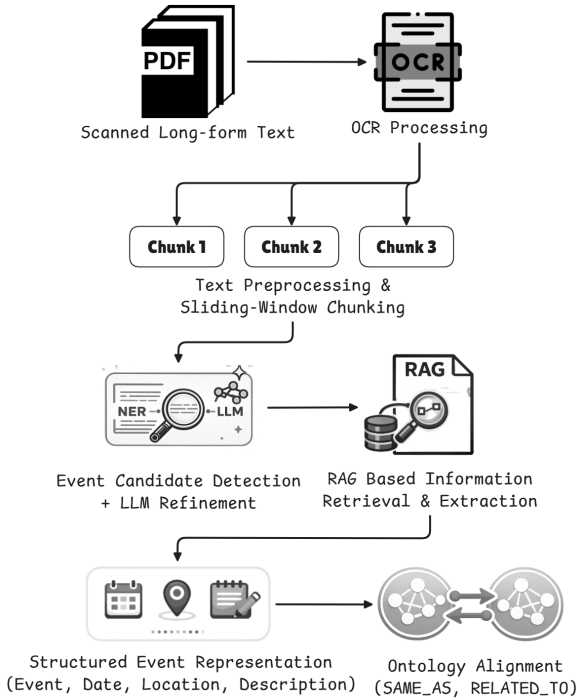 PDF
OCR
Scanned Long-form Text
OCR Processing
Chunk 1
Chunk 2
Chunk 3
Text Preprocessing &
Sliding-Window Chunking
NER
LLM
RAG
Event Candidate Detection
+ LLM Refinement
RAG Based Information
Retrieval & Extraction
Structured Event Representation
(Event, Date, Location, Description)
Ontology Alignment
(SAME_AS, RELATED_TO)